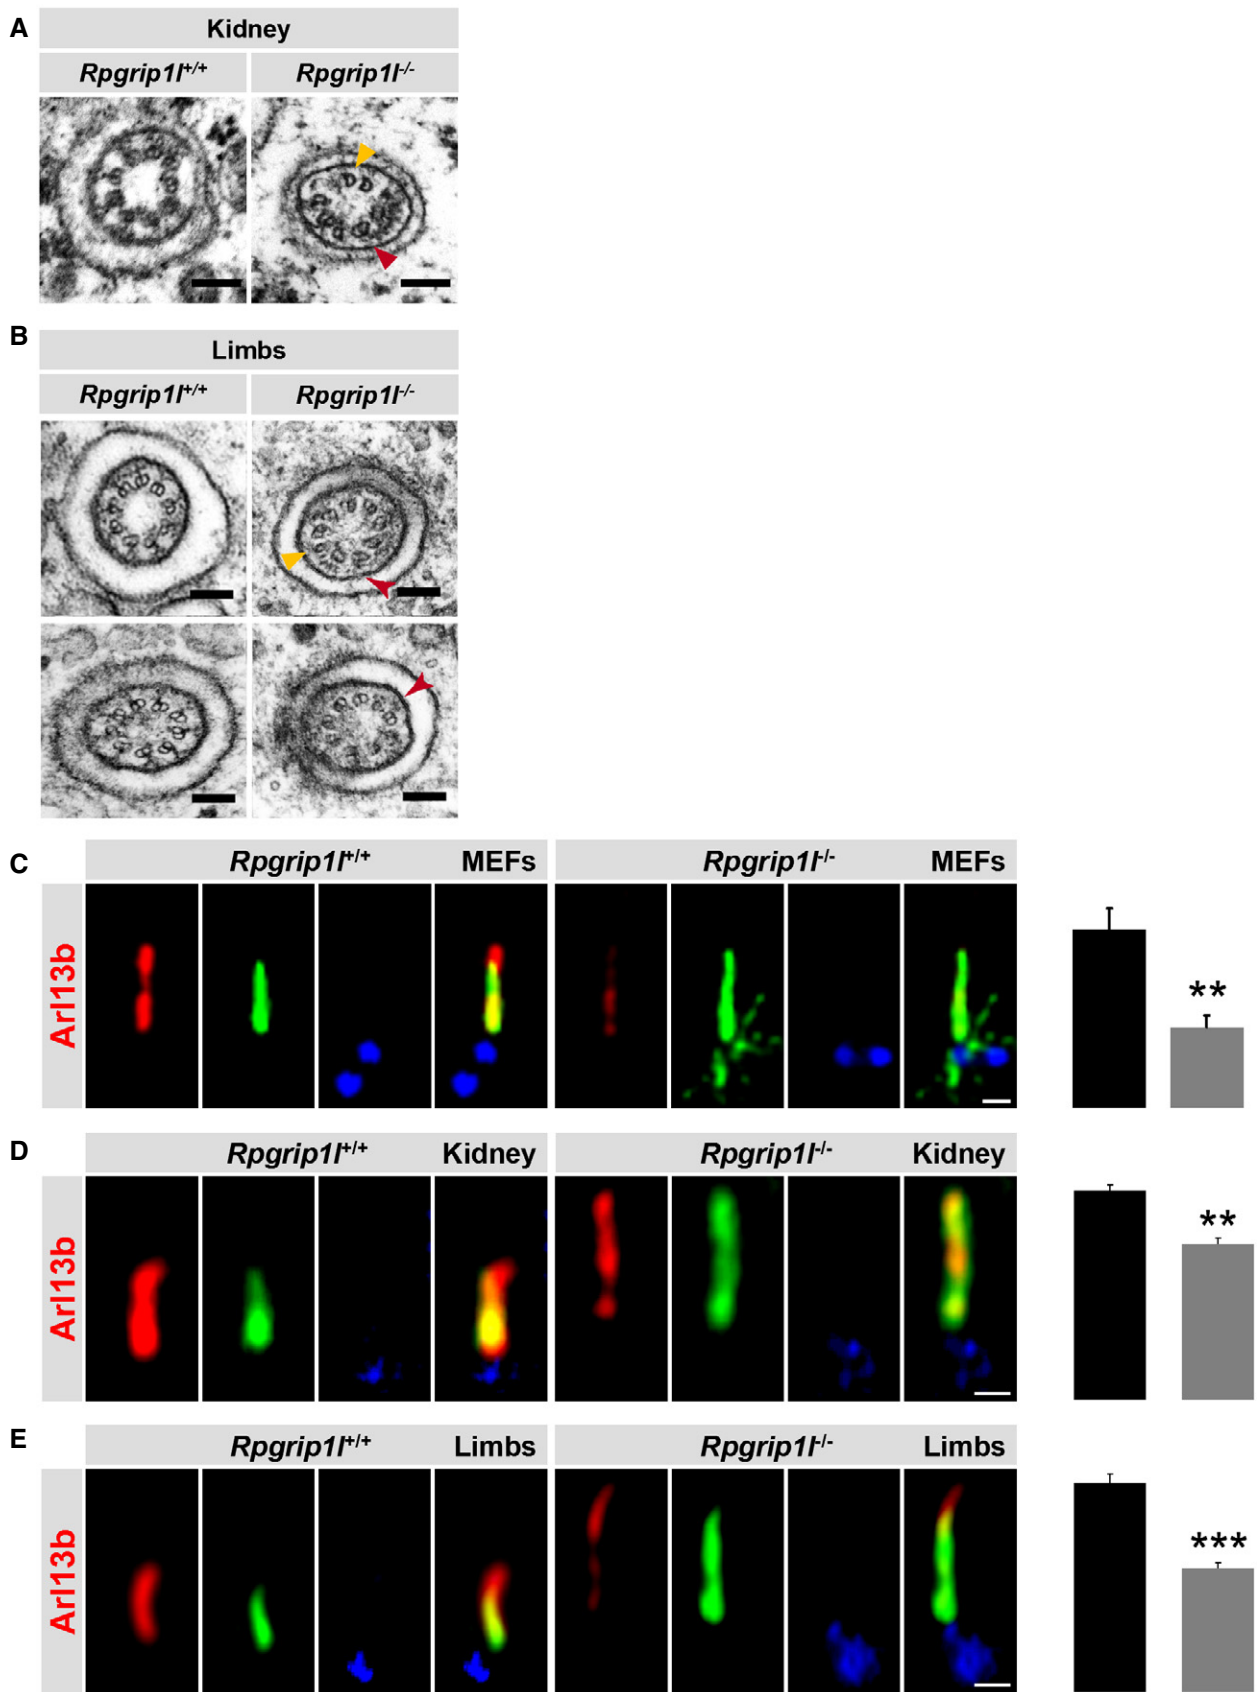 A
Kidney
Rpgrip1l+/+ Rpgrip1l-/-
B
Limbs
Rpgrip1l+/+ Rpgrip1l-/-
C
Rpgrip1l+/+ MEFs Rpgrip1l-/- MEFs
Arl13b
**
D
Rpgrip1l+/+ Kidney Rpgrip1l-/- Kidney
Arl13b
**
E
Rpgrip1l+/+ Limbs Rpgrip1l-/- Limbs
Arl13b
***